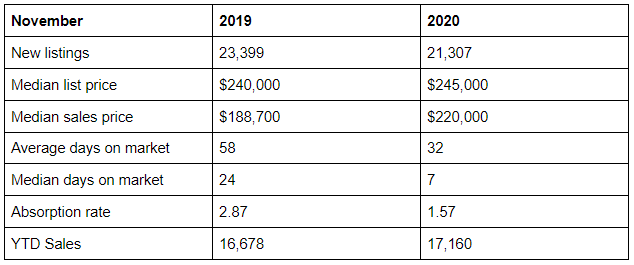 November 2019 2020
New listings 23,399 21,307
Median list price $240,000 $245,000
Median sales price $188,700 $220,000
Average days on market 58 32
Median days on market 24 7
Absorption rate 2.87 1.57
YTD Sales 16,678 17,160